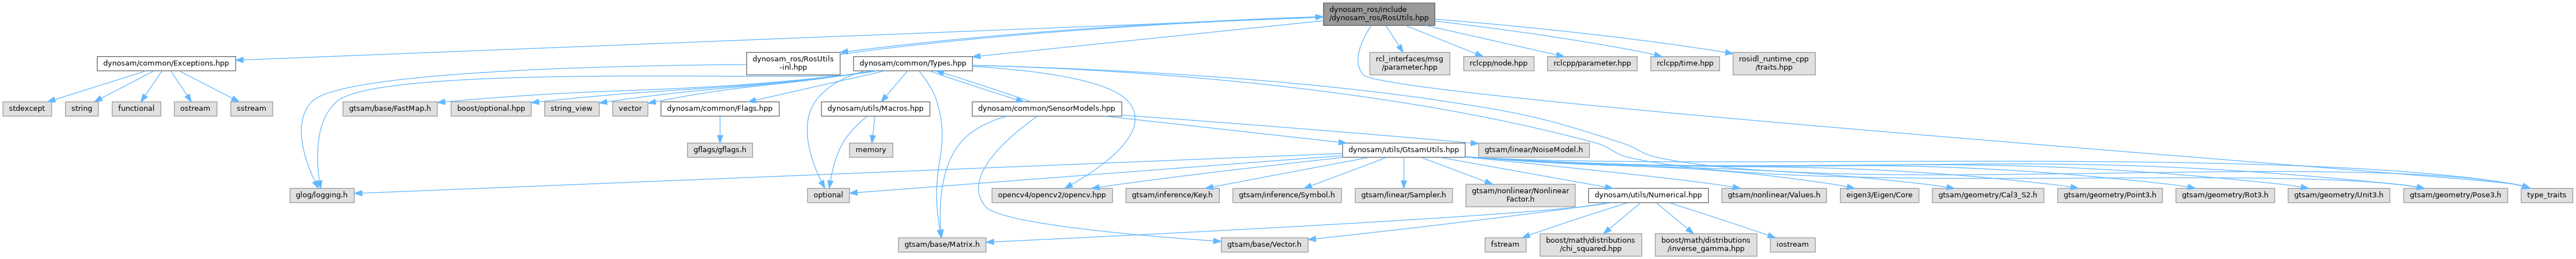 dynosam_ros/include
/dynosam_ros/RosUtils.hpp
dynosam/common/Exceptions.hpp
dynosam_ros/RosUtils
-inl.hpp
dynosam/common/Types.hpp
rcl_interfaces/msg
/parameter.hpp
rclcpp/node.hpp
rclcpp/parameter.hpp
rclcpp/time.hpp
rosidl_runtime_cpp
/traits.hpp
stdexcept
string
functional
ostream
sstream
gtsam/base/FastMap.h
boost/optional.hpp
string_view
vector
dynosam/common/Flags.hpp
dynosam/utils/Macros.hpp
dynosam/common/SensorModels.hpp
gflags/gflags.h
memory
dynosam/utils/GtsamUtils.hpp
gtsam/linear/NoiseModel.h
glog/logging.h
optional
opencv4/opencv2/opencv.hpp
gtsam/inference/Key.h
gtsam/inference/Symbol.h
gtsam/linear/Sampler.h
gtsam/nonlinear/Nonlinear
Factor.h
dynosam/utils/Numerical.hpp
gtsam/nonlinear/Values.h
eigen3/Eigen/Core
gtsam/geometry/Cal3_S2.h
gtsam/geometry/Point3.h
gtsam/geometry/Rot3.h
gtsam/geometry/Unit3.h
gtsam/geometry/Pose3.h
type_traits
gtsam/base/Matrix.h
gtsam/base/Vector.h
fstream
boost/math/distributions
/chi_squared.hpp
boost/math/distributions
/inverse_gamma.hpp
iostream